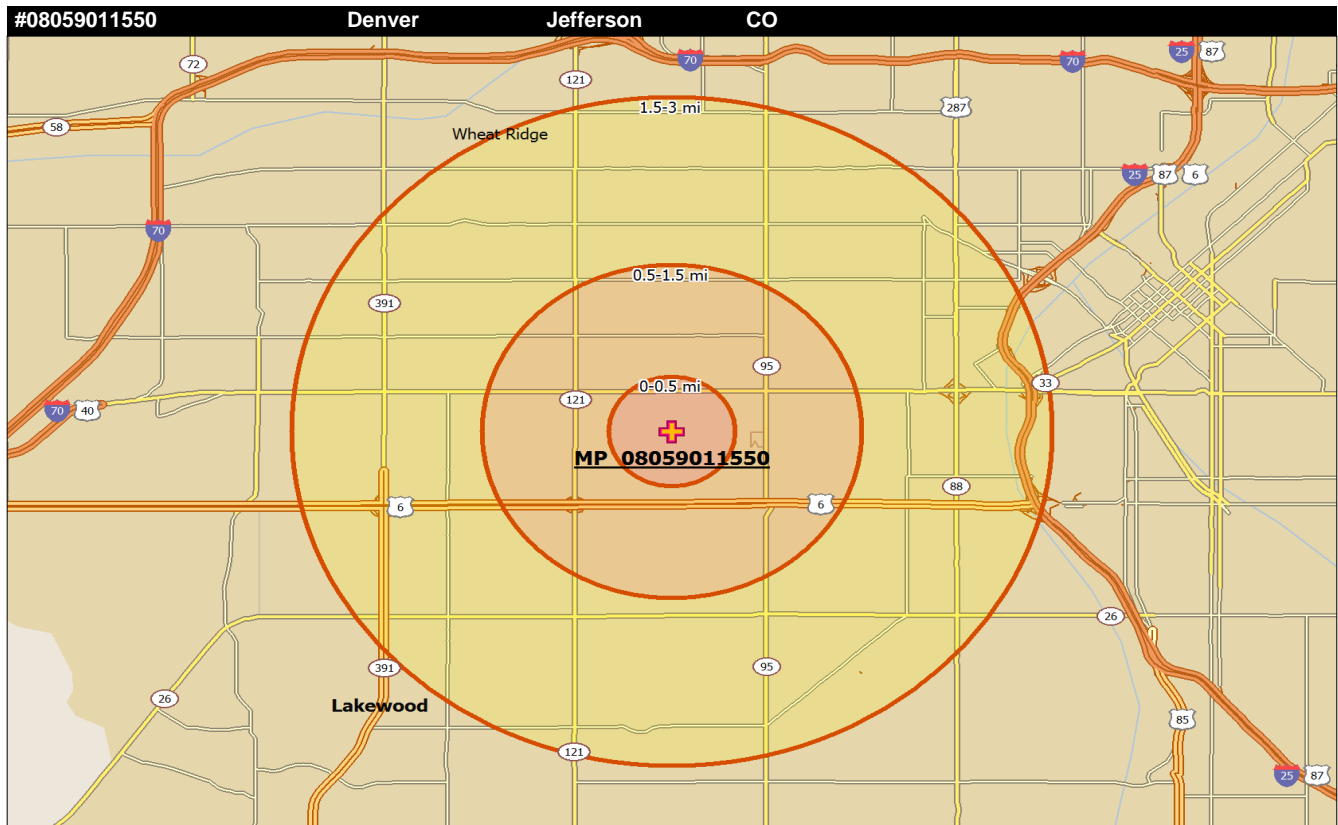 #08059011550 Denver Jefferson CO
25 87
72
70
70
121
1.5-3 mi
287
58
Wheat Ridge
25 87 6
70
0.5-1.5 mi
391
95
0-0.5 mi
33
121
70 40
MP 08059011550
88
6
6
26
391
95
26
Lakewood
85
121
25 87